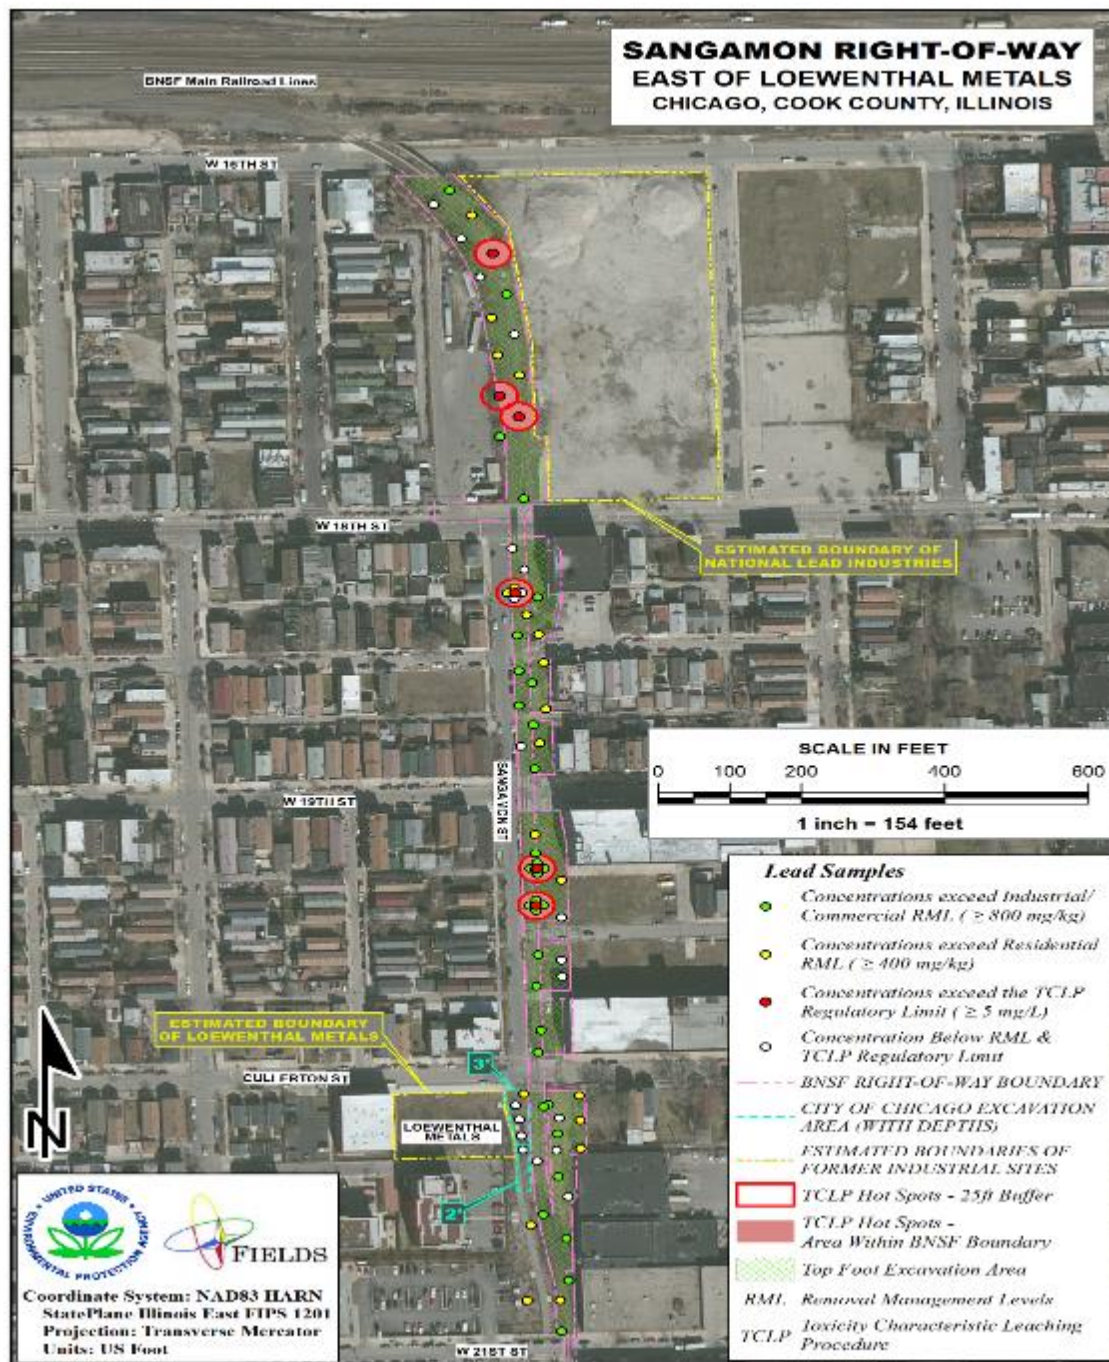 SANGAMON RIGHT-OF-WAY
EAST OF LOEWENTHAL METALS
CHICAGO, COOK COUNTY, ILLINOIS
BNSF Main Railroad Lines
W 16TH ST
W 18TH ST
ESTIMATED BOUNDARY OF
NATIONAL LEAD INDUSTRIES
SCALE IN FEET
0 100 200 400 600
1 inch = 154 feet
SANGAMON ST
W 19TH ST
Lead Samples
Concentrations exceed Industrial/
Commercial RML ( ≥ 800 mg/kg)
Concentrations exceed Residential
RML ( ≥ 400 mg/kg)
Concentrations exceed the TCLP
Regulatory Limit ( ≥ 5 mg/L)
Concentration Below RML &
TCLP Regulatory Limit
BNSF RIGHT-OF-WAY BOUNDARY
CITY OF CHICAGO EXCAVATION
AREA (WITH DEPTHS)
ESTIMATED BOUNDARIES OF
FORMER INDUSTRIAL SITES
TCLP Hot Spots - 25ft Buffer
TCLP Hot Spots -
Area Within BNSF Boundary
Top Foot Excavation Area
RML Removal Management Levels
TCLP Toxicity Characteristic Leaching
Procedure
ESTIMATED BOUNDARY
OF LOEWENTHAL METALS
3'
CULLERTON ST
LOEWENTHAL
METALS
2'
N
UNITED STATES
ENVIRONMENTAL PROTECTION AGENCY
FIELDS
Coordinate System: NAD83 HARN
StatePlane Illinois East FIPS 1201
Projection: Transverse Mercator
Units: US Foot
W 21ST ST